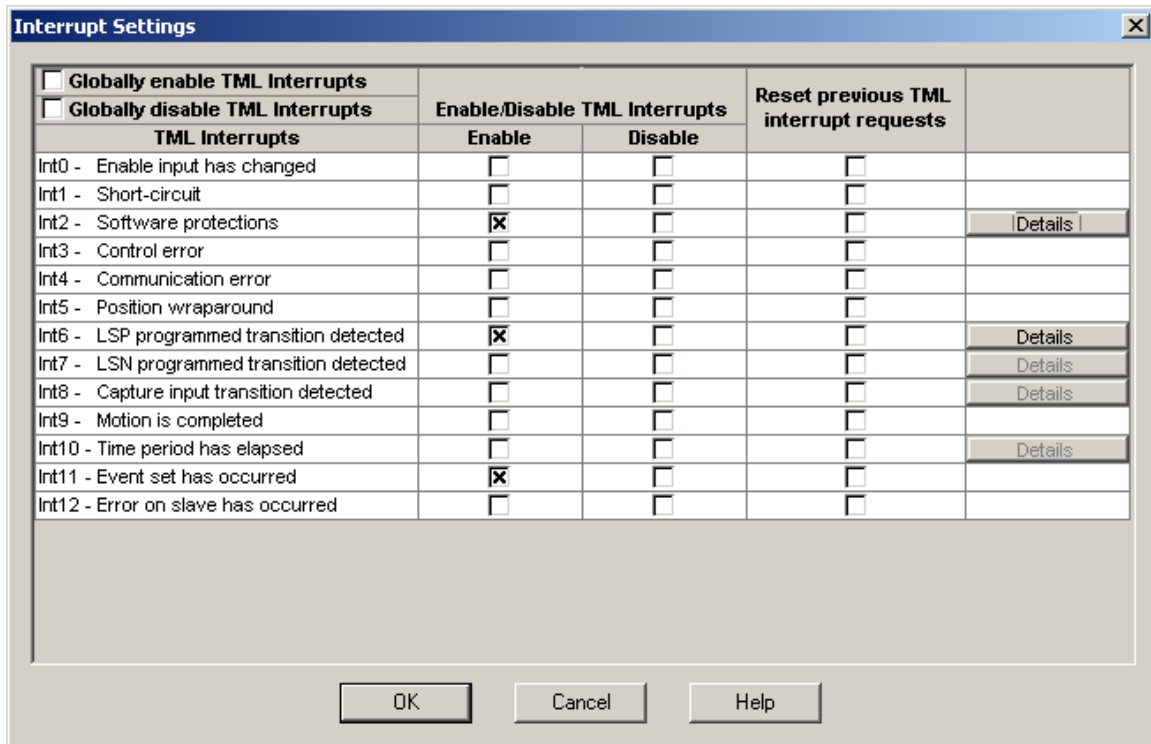 Interrupt Settings
Globally enable TML Interrupts
Globally disable TML Interrupts
Enable/Disable TML Interrupts
Reset previous TML
interrupt requests
TML Interrupts
Enable
Disable
Int0 - Enable input has changed
Int1 - Short-circuit
Int2 - Software protections
Details
Int3 - Control error
Int4 - Communication error
Int5 - Position wraparound
Int6 - LSP programmed transition detected
Details
Int7 - LSN programmed transition detected
Details
Int8 - Capture input transition detected
Details
Int9 - Motion is completed
Int10 - Time period has elapsed
Details
Int11 - Event set has occurred
Int12 - Error on slave has occurred
OK
Cancel
Help